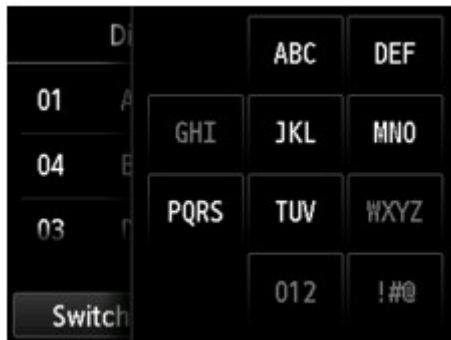 Di
01 A
04 B
03 D
Switch
ABC DEF
GHI JKL MNO
PQRS TUV WXYZ
012 !#@